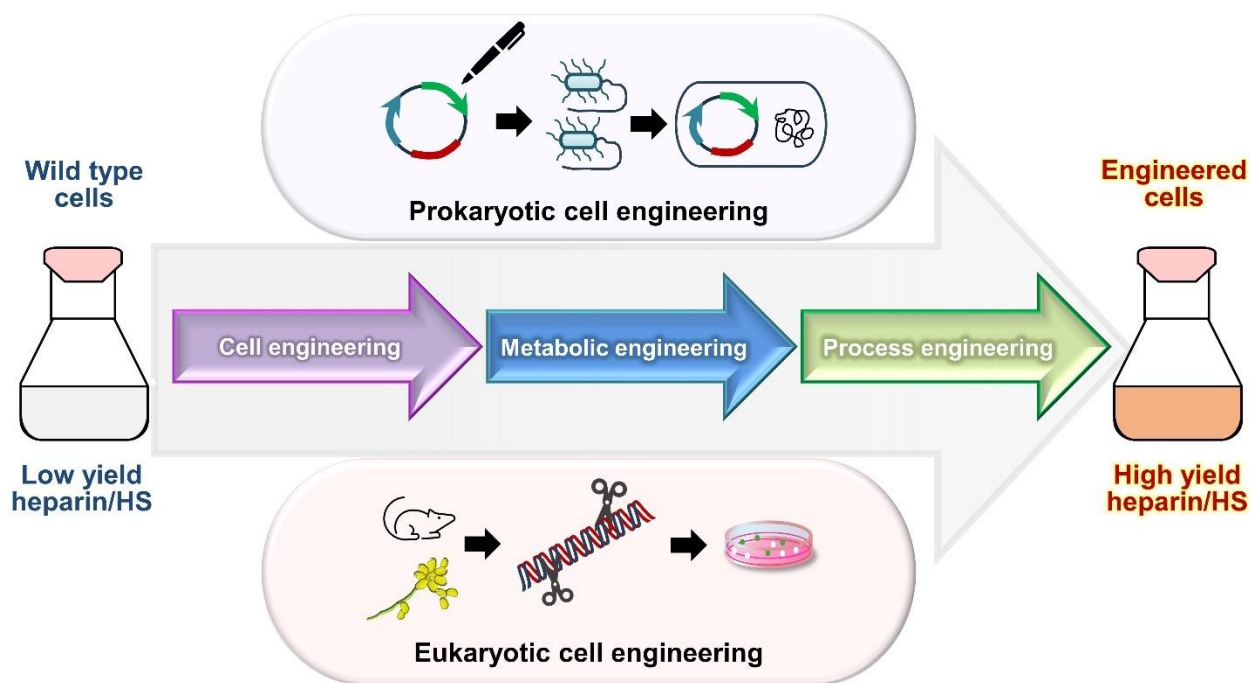 Prokaryotic cell engineering
Wild type
cells
Low yield
heparin/HS
Cell engineering
Metabolic engineering
Process engineering
Engineered
cells
High yield
heparin/HS
Eukaryotic cell engineering